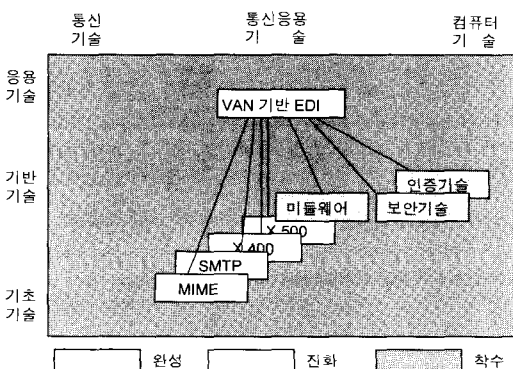 통신 통신응용 컴퓨터
기술 기 술 기 술
응용
기술
VAN 기반 EDI
기반
기술
인증기술
미들웨어 보안기술
X.500
X.400
SMTP
MIME
기초
기술
완성 진화 착수